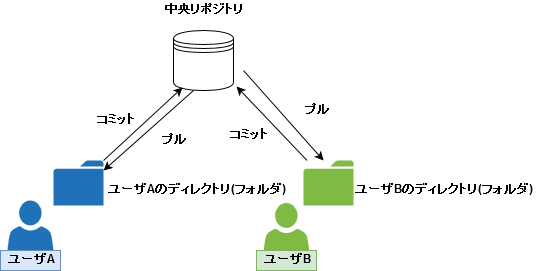 中央リポジトリ
プル
コミット
コミット
プル
ユーザAのディレクトリ(フォルダ)
ユーザBのディレクトリ(フォルダ)
ユーザA
ユーザB